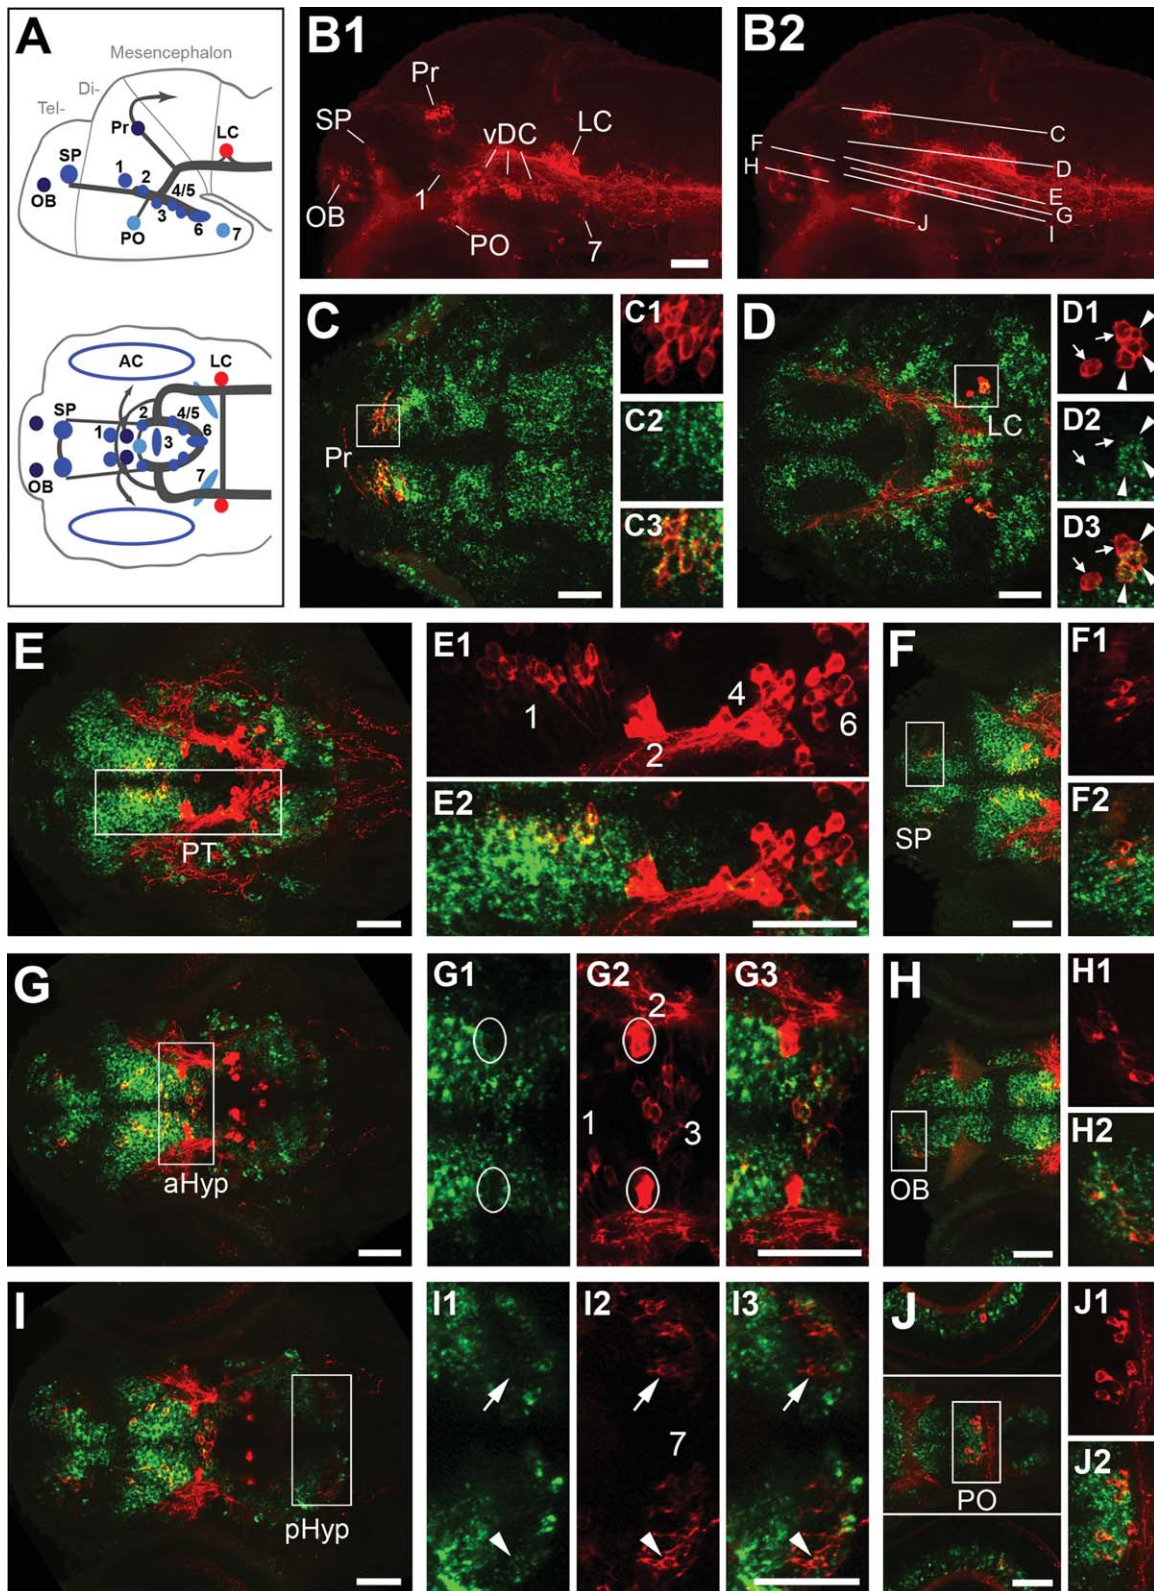 A
Mesencephalon
Di-
Tel-
Pr
LC
SP
1
2
4/5
OB
3
PO
6
7
AC
LC
SP
2
4/5
1
3
6
7
OB
B1
Pr
SP
vDC
LC
OB
1
PO
7
B2
C
F
H
D
E
G
J
I
C
Pr
C1
C2
C3
D
LC
D1
D2
D3
E
PT
E1
1
2
4
6
E2
F
SP
F1
F2
G
aHyp
G1
G2
2
1
3
G3
H
OB
H1
H2
I
pHyp
I1
I2
7
I3
J
PO
J1
J2